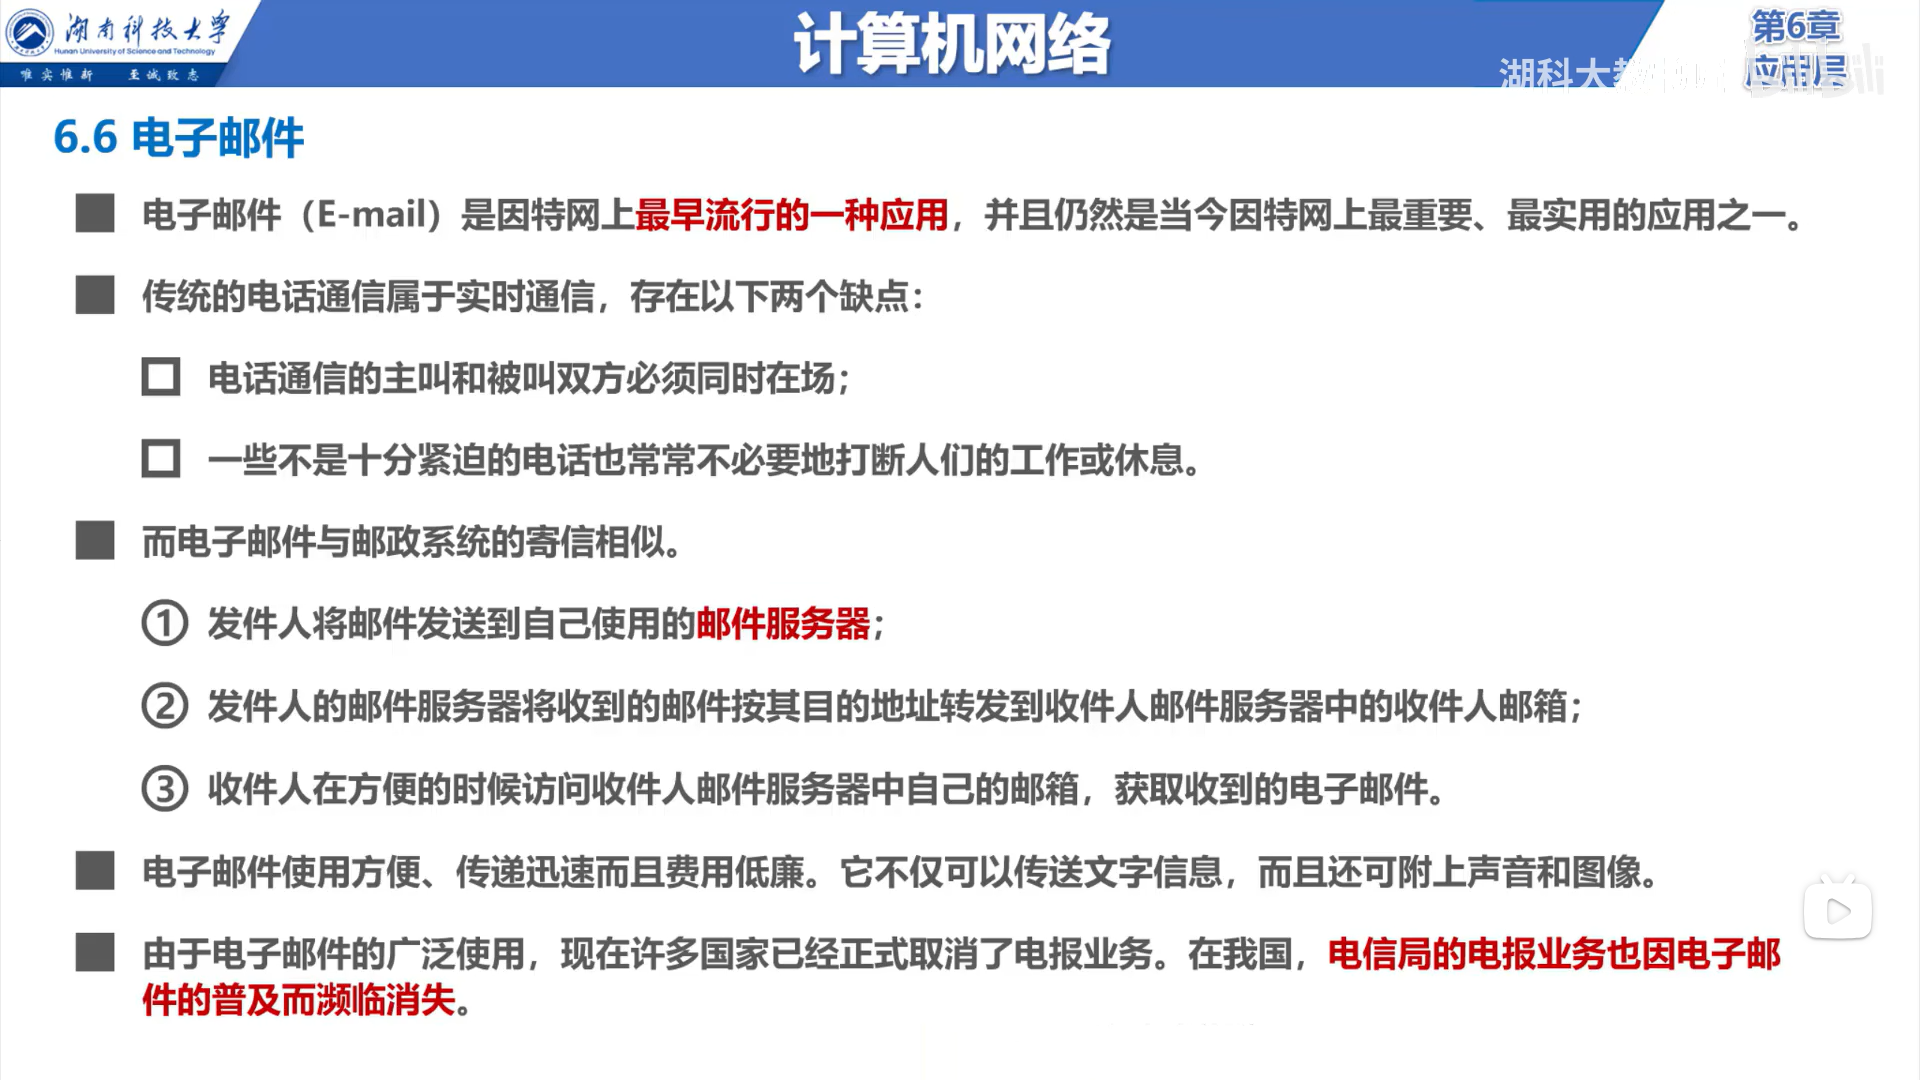 湖南科技大学
Hunan University of Science and Technology
唯实惟新 至诚致志
计算机网络
第6章
应用层
湖科大教
6.6 电子邮件
电子邮件（E-mail）是因特网上最早流行的一种应用，并且仍然是当今因特网上最重要、最实用的应用之一。
传统的电话通信属于实时通信，存在以下两个缺点：
电话通信的主叫和被叫双方必须同时在场；
一些不是十分紧迫的电话也常常不必要地打断人们的工作或休息。
而电子邮件与邮政系统的寄信相似。
① 发件人将邮件发送到自己使用的邮件服务器；
② 发件人的邮件服务器将收到的邮件按其目的地址转发到收件人邮件服务器中的收件人邮箱；
③ 收件人在方便的时候访问收件人邮件服务器中自己的邮箱，获取收到的电子邮件。
电子邮件使用方便、传递迅速而且费用低廉。它不仅可以传送文字信息，而且还可附上声音和图像。
由于电子邮件的广泛使用，现在许多国家已经正式取消了电报业务。在我国，电信局的电报业务也因电子邮
件的普及而濒临消失。